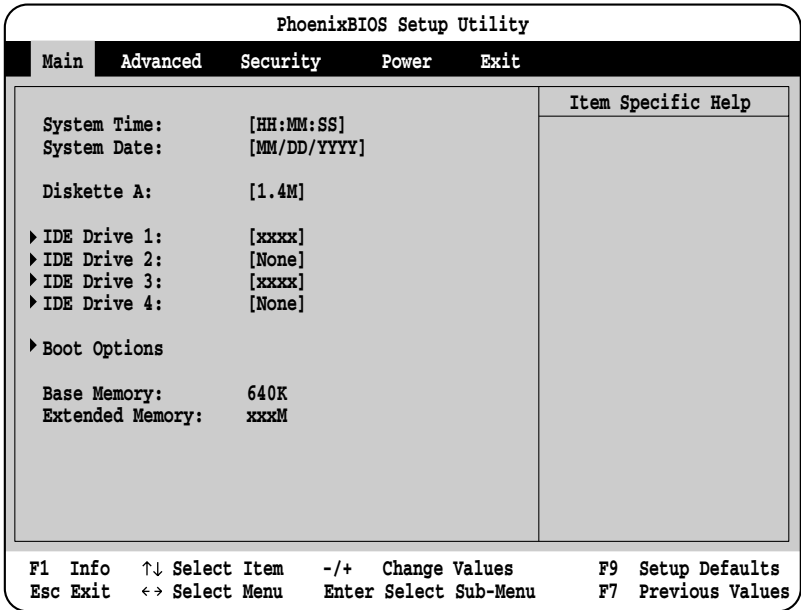 PhoenixBIOS Setup Utility
Main Advanced Security Power Exit
Item Specific Help
System Time: [HH:MM:SS]
System Date: [MM/DD/YYYY]
Diskette A: [1.4M]
IDE Drive 1: [xxxx]
IDE Drive 2: [None]
IDE Drive 3: [xxxx]
IDE Drive 4: [None]
Boot Options
Base Memory: 640K
Extended Memory: xxxM
F1 Info ↑↓ Select Item -/+ Change Values F9 Setup Defaults
Esc Exit ←→ Select Menu Enter Select Sub-Menu F7 Previous Values